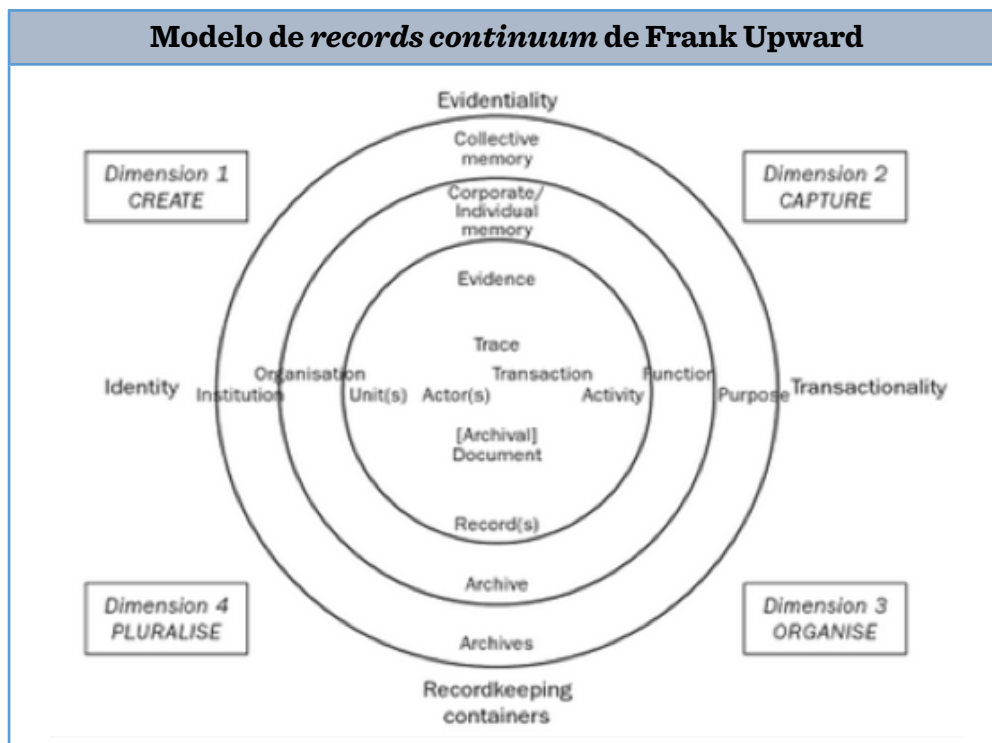 Modelo de records continuum de Frank Upward
Evidentiality
Collective
memory
Dimension 1
CREATE
Dimension 2
CAPTURE
Corporate/
Individual
memory
Evidence
Trace
Organisation
Transaction
Function
Identity
Institution
Unit(s)
Actor(s)
Activity
Purpose
Transactionality
[Archival]
Document
Record(s)
Archive
Dimension 4
PLURALISE
Dimension 3
ORGANISE
Archives
Recordkeeping
containers